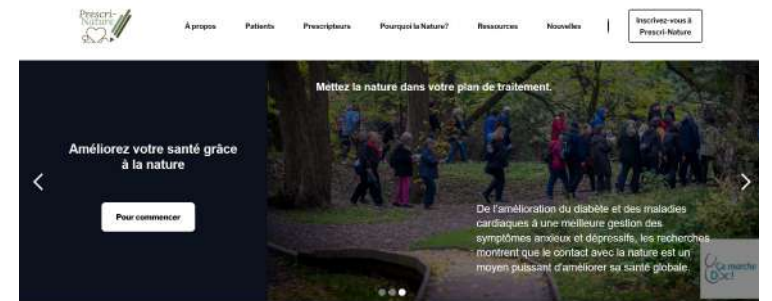 Prescri-
Nature
À propos
Patients
Prescripteurs
Pourquoi la Nature?
Ressources
Nouvelles
Inscrivez-vous à
Prescri-Nature
Mettez la nature dans votre plan de traitement.
Améliorez votre santé grâce
à la nature
Pour commencer
De l'amélioration du diabète et des maladies
cardiaques à une meilleure gestion des
symptômes anxieux et dépressifs, les recherches
montrent que le contact avec la nature est un
moyen puissant d'améliorer sa santé globale.
Ça marche
Doc!